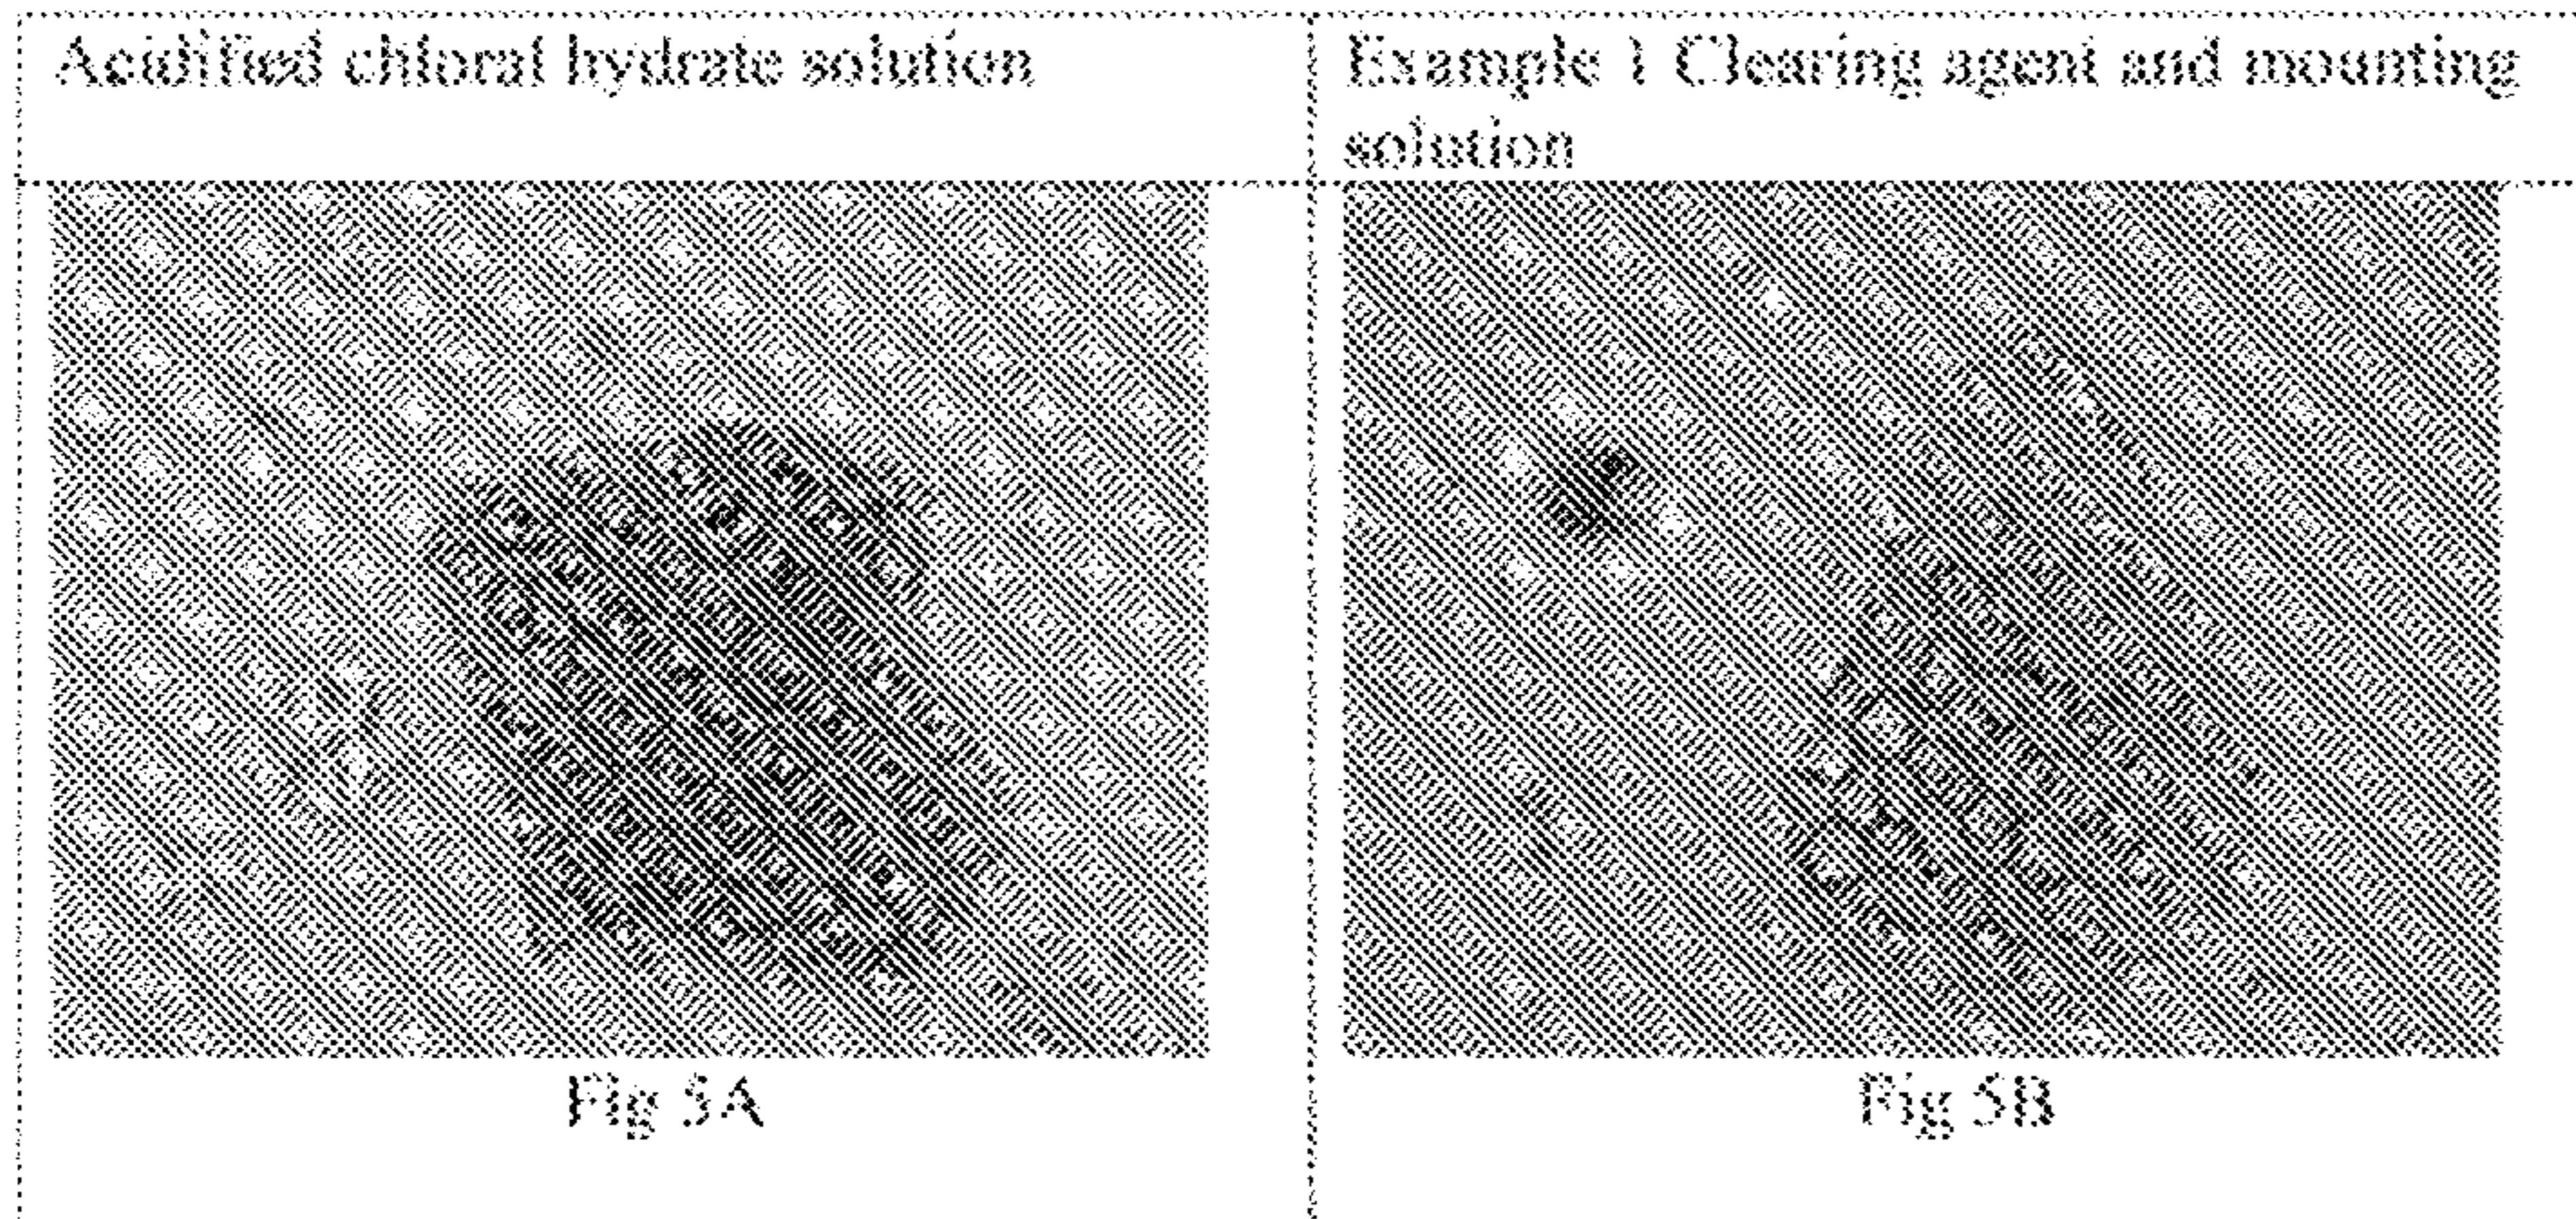 Acidified chloral hydrate solution
Example 1 Clearing agent and mounting
solution
Fig 5A
Fig 5B